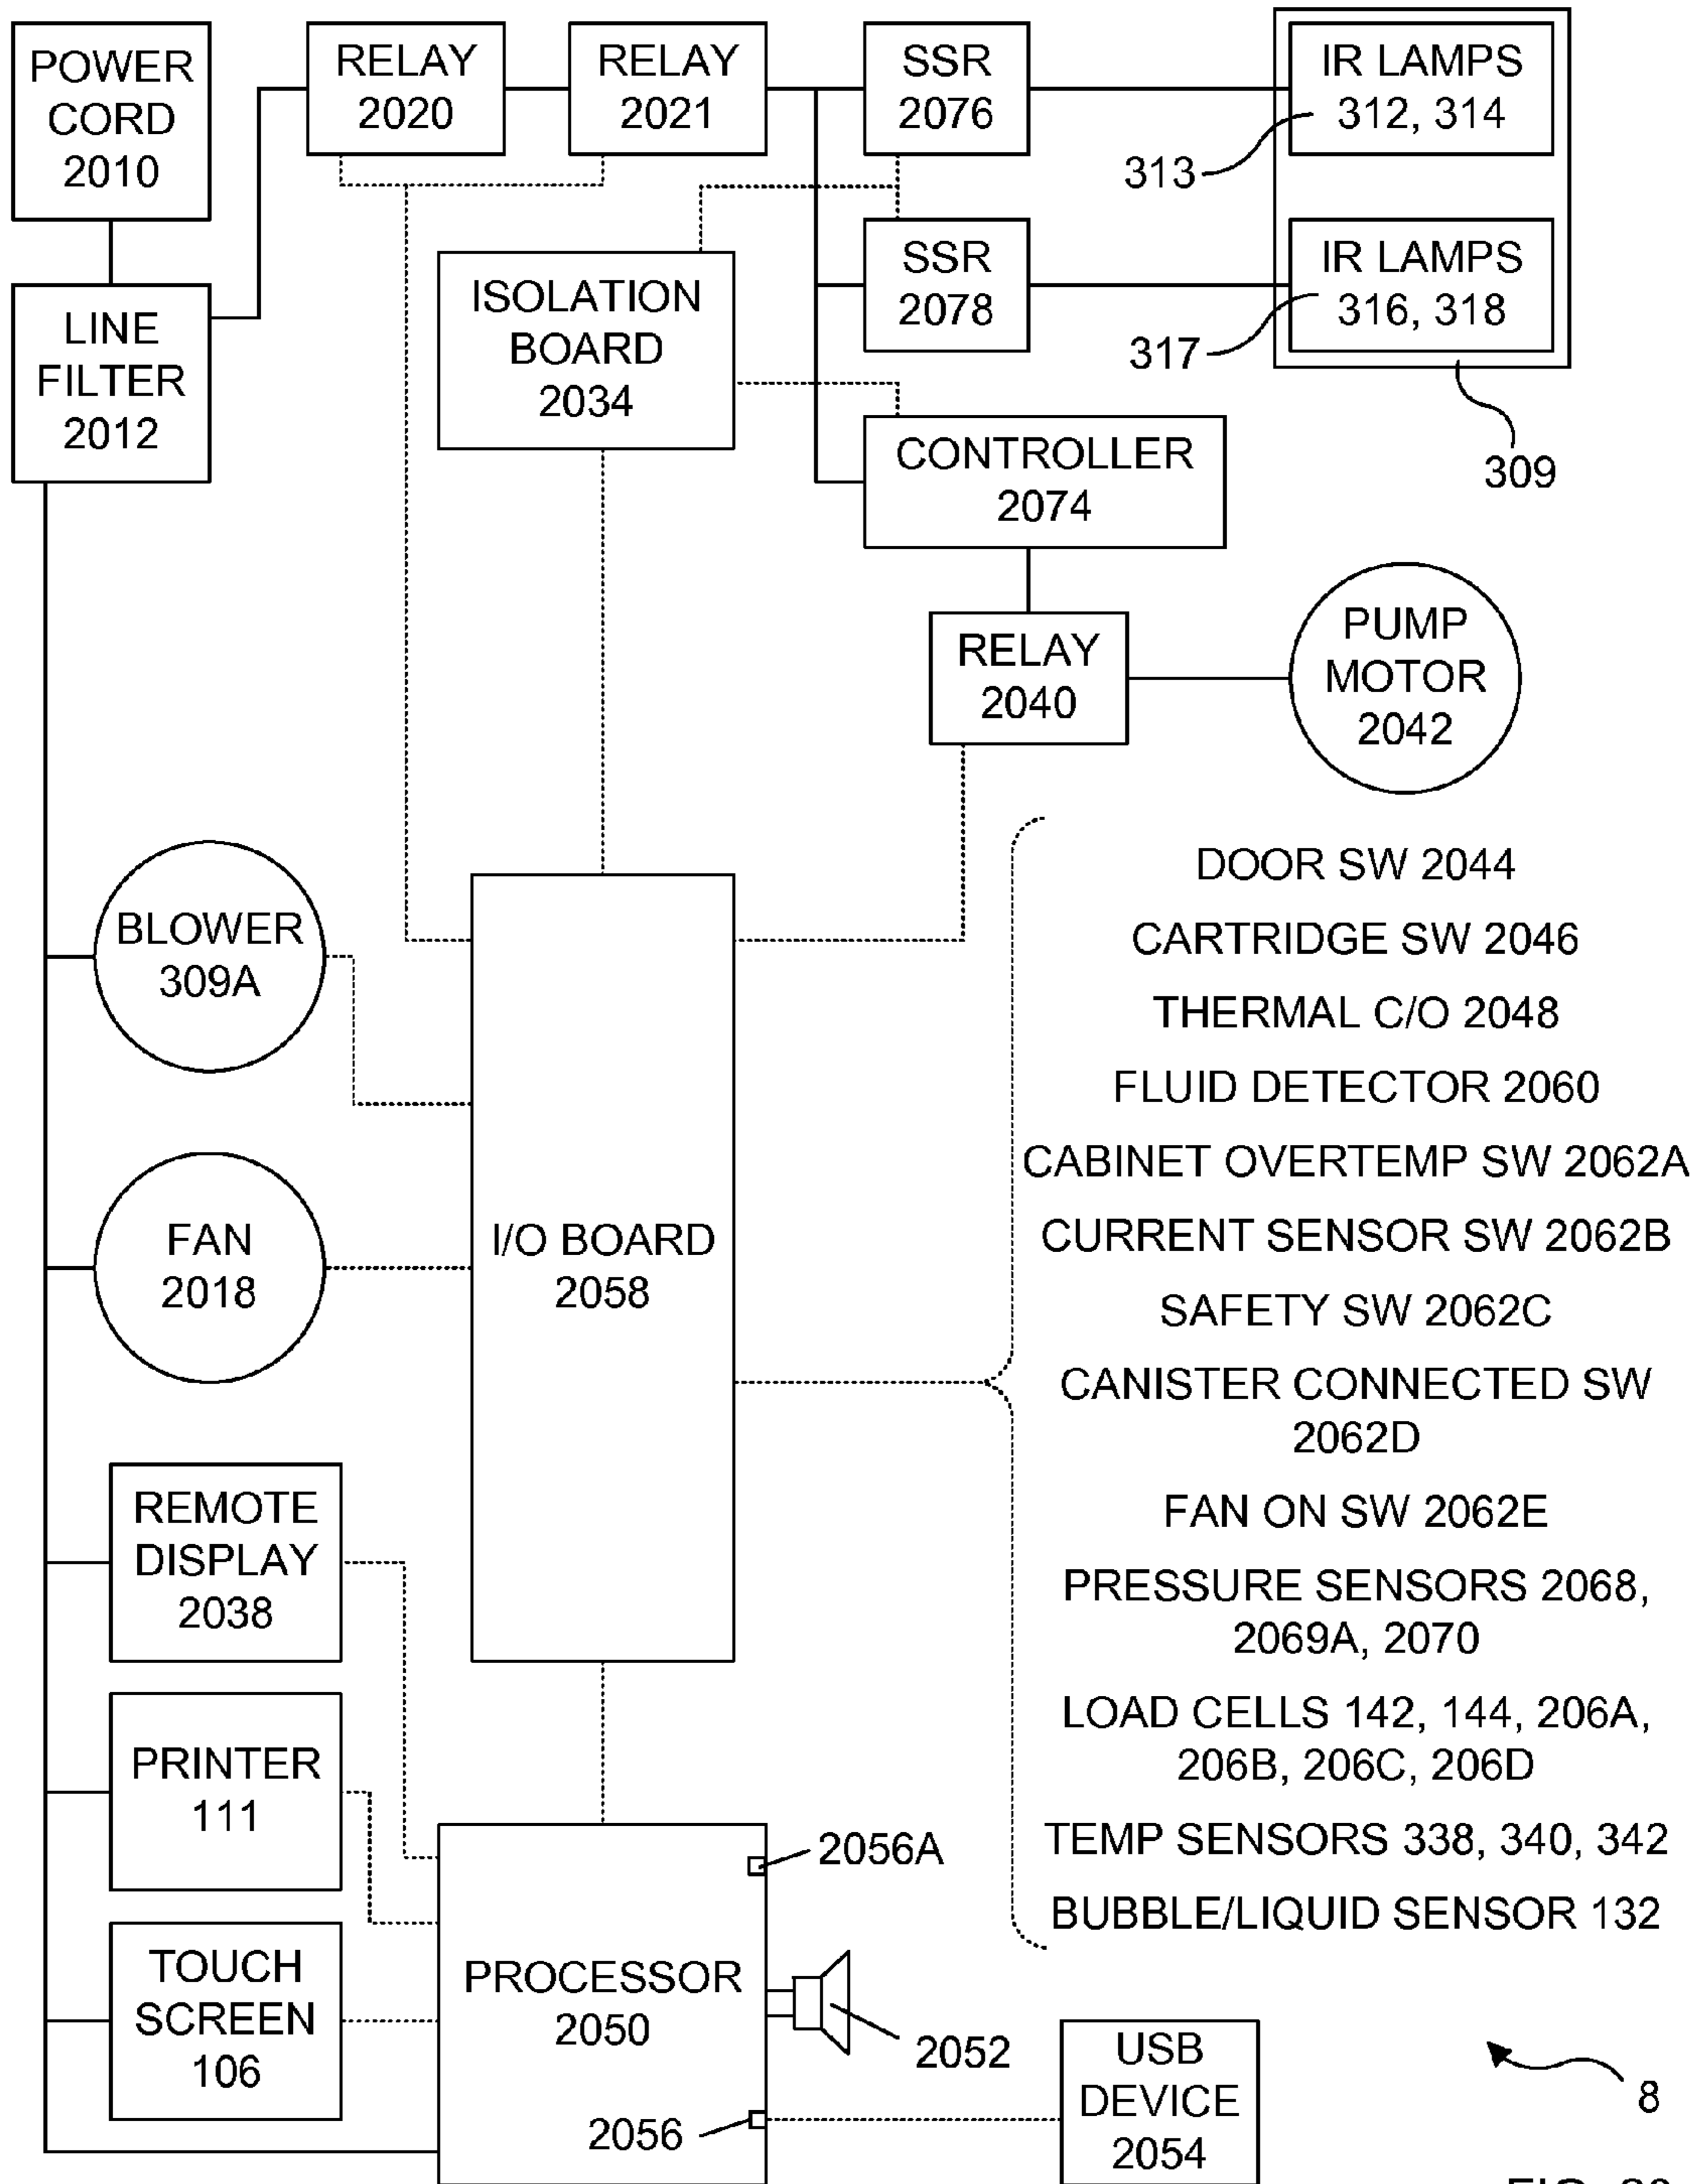 POWER
CORD
2010
RELAY
2020
RELAY
2021
SSR
2076
IR LAMPS
312, 314
313
LINE
FILTER
2012
ISOLATION
BOARD
2034
SSR
2078
IR LAMPS
316, 318
317
309
CONTROLLER
2074
RELAY
2040
PUMP
MOTOR
2042
BLOWER
309A
FAN
2018
I/O BOARD
2058
DOOR SW 2044
CARTRIDGE SW 2046
THERMAL C/O 2048
FLUID DETECTOR 2060
CABINET OVERTEMP SW 2062A
CURRENT SENSOR SW 2062B
SAFETY SW 2062C
CANISTER CONNECTED SW
2062D
FAN ON SW 2062E
PRESSURE SENSORS 2068,
2069A, 2070
LOAD CELLS 142, 144, 206A,
206B, 206C, 206D
TEMP SENSORS 338, 340, 342
BUBBLE/LIQUID SENSOR 132
REMOTE
DISPLAY
2038
PRINTER
111
TOUCH
SCREEN
106
PROCESSOR
2050
2056A
2052
2056
USB
DEVICE
2054
8